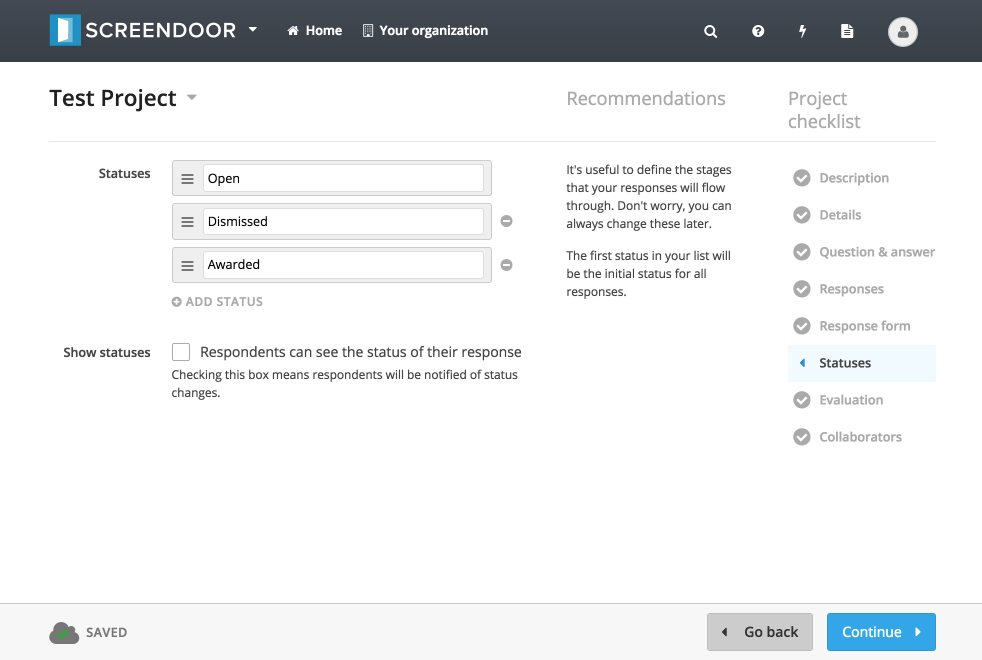 SCREENDOOR
Home
Your organization
Test Project
Recommendations
Project
checklist
Statuses
Open
Dismissed
Awarded
ADD STATUS
Show statuses
Respondents can see the status of their response
Checking this box means respondents will be notified of status
changes.
It's useful to define the stages
that your responses will flow
through. Don't worry, you can
always change these later.
The first status in your list will
be the initial status for all
responses.
Description
Details
Question & answer
Responses
Response form
Statuses
Evaluation
Collaborators
SAVED
Go back
Continue